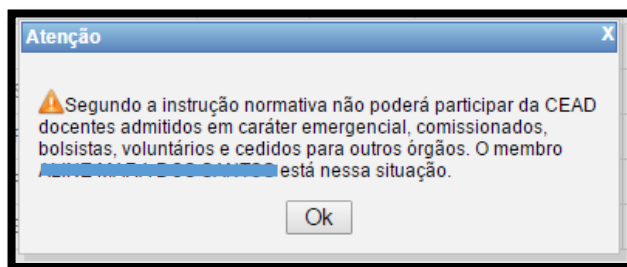 Atenção X
Segundo a instrução normativa não poderá participar da CEAD
docentes admitidos em caráter emergencial, comissionados,
bolsistas, voluntários e cedidos para outros órgãos. O membro
está nessa situação.
Ok